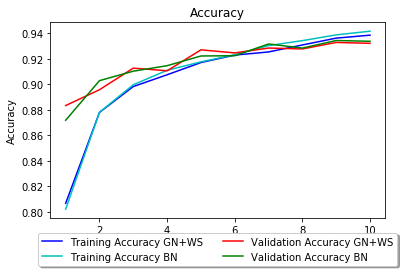 Accuracy
0.94
0.92
0.90
0.88
0.86
0.84
0.82
0.80
Accuracy
2 4 6 8 10
Training Accuracy GN+WS Validation Accuracy GN+WS
Training Accuracy BN Validation Accuracy BN